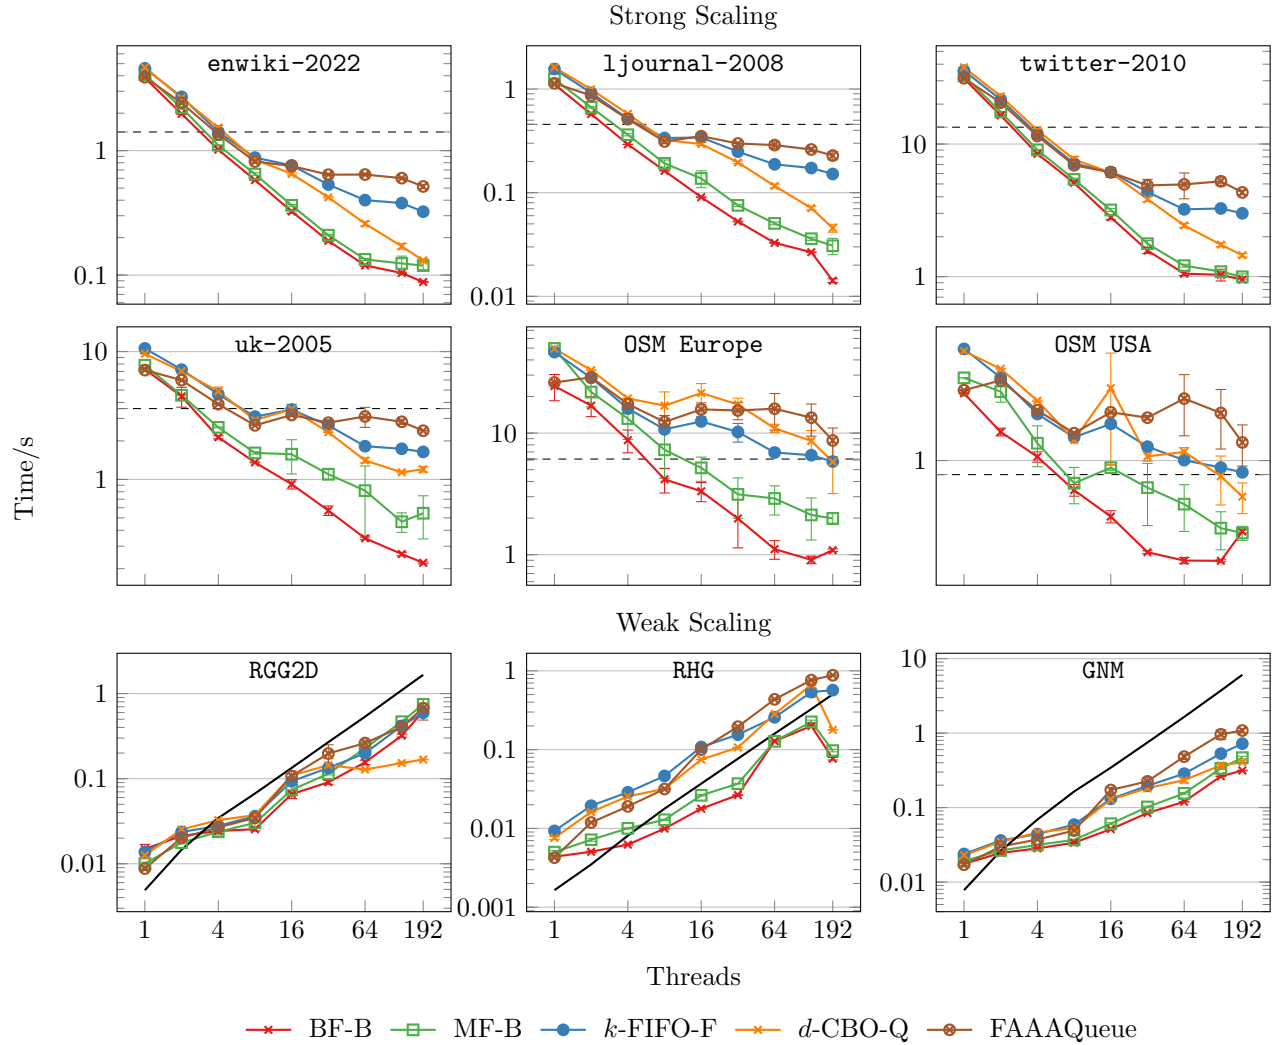 Strong Scaling
enwiki-2022
ljournal-2008
twitter-2010
1
0.1
1
0.1
0.01
10
1
uk-2005
OSM Europe
OSM USA
10
1
10
1
1
Time/s
Weak Scaling
RGG2D
RHG
GNM
1
0.1
0.01
1
0.1
0.01
0.001
10
1
0.1
0.01
1 4 16 64 192
1 4 16 64 192
1 4 16 64 192
Threads
BF-B MF-B k-FIFO-F d-CBO-Q FAAAQueue